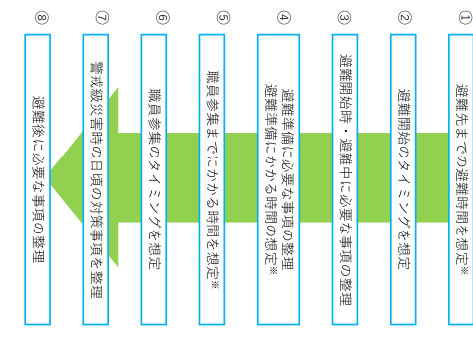 ① 避難先までの避難時間を想定※
② 避難開始のタイミングを想定
③ 避難開始時・避難中に必要な事項の整理
④ 避難準備に必要な事項の整理
避難準備にかかる時間の想定※
⑤ 職員参集までにかかる時間を想定※
⑥ 職員参集のタイミングを想定
⑦ 警戒級災害時の日頃の対策事項を整理
⑧ 避難後に必要な事項の整理